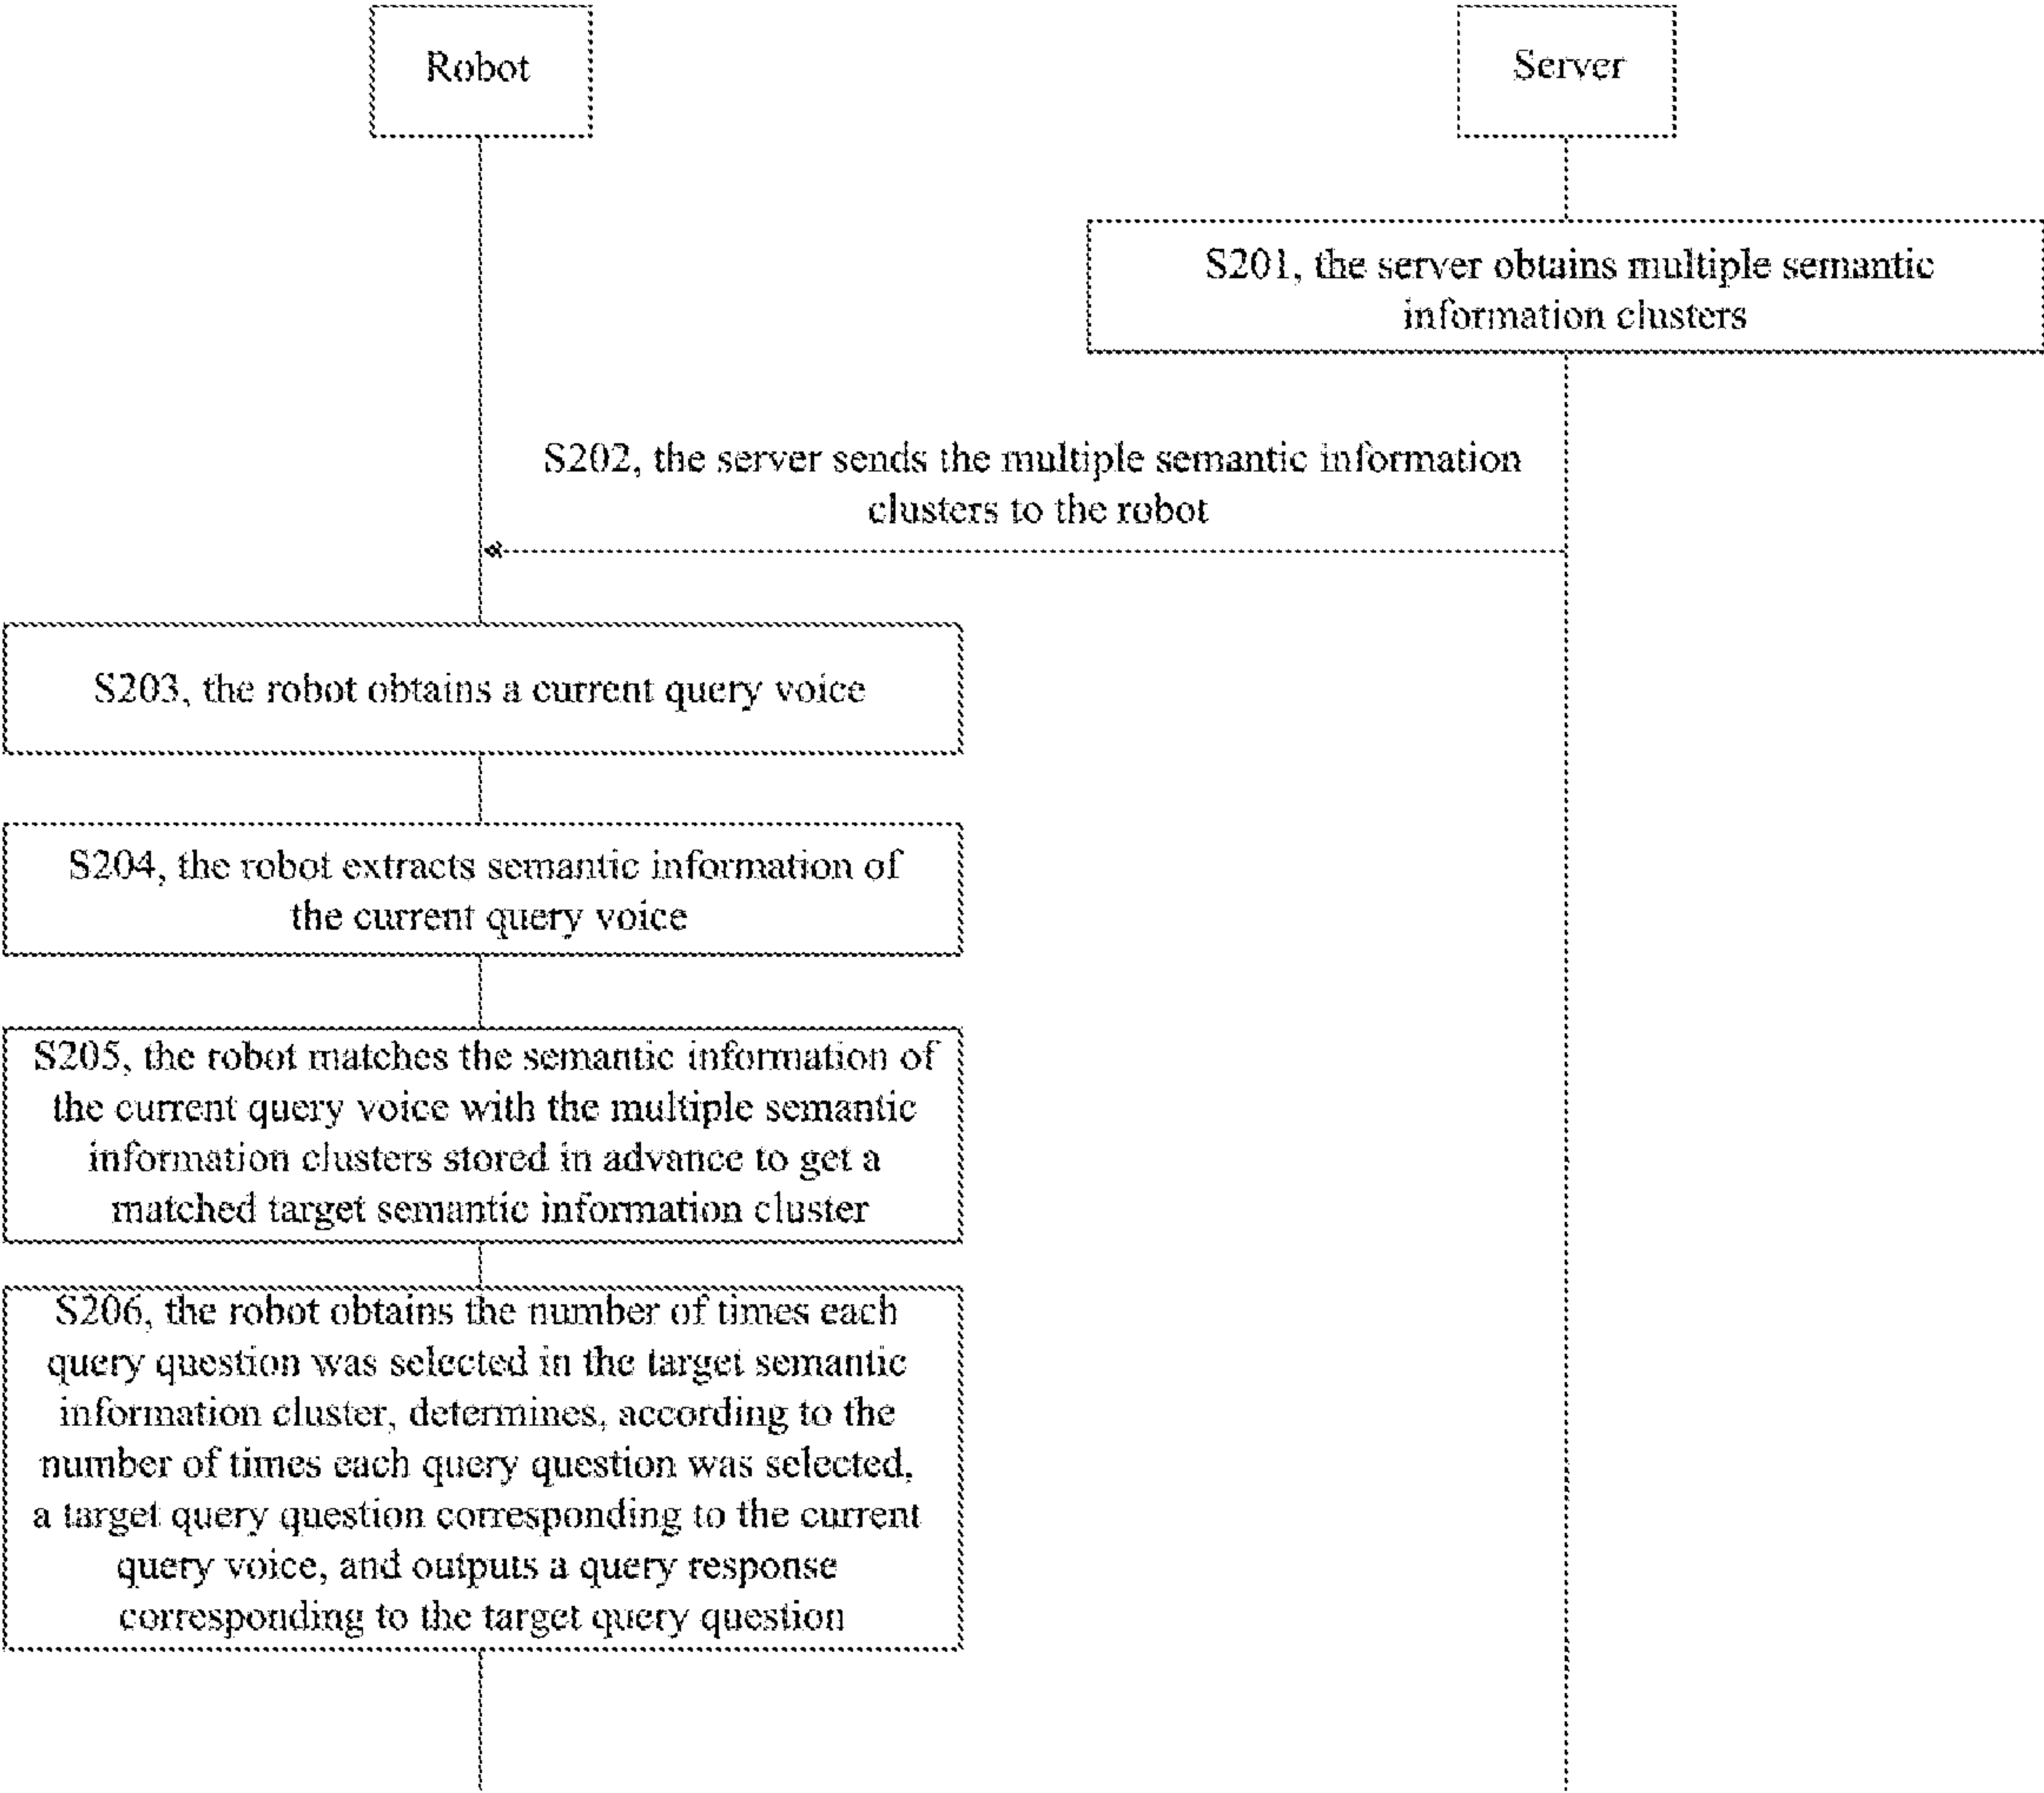 Robot
Server
S201, the server obtains multiple semantic
information clusters
S202, the server sends the multiple semantic information
clusters to the robot
S203, the robot obtains a current query voice
S204, the robot extracts semantic information of
the current query voice
S205, the robot matches the semantic information of
the current query voice with the multiple semantic
information clusters stored in advance to get a
matched target semantic information cluster
S206, the robot obtains the number of times each
query question was selected in the target semantic
information cluster, determines, according to the
number of times each query question was selected,
a target query question corresponding to the current
query voice, and outputs a query response
corresponding to the target query question